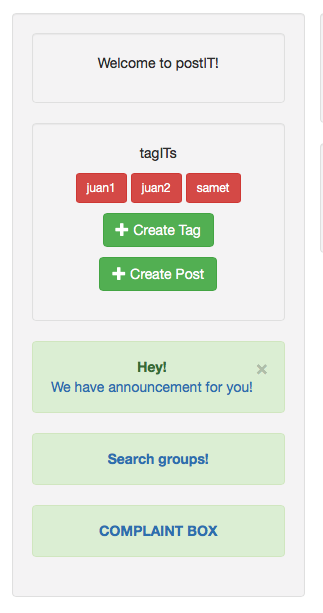 Welcome to postIT!
tagITs
juan1 juan2 samet
Create Tag
Create Post
Hey!
We have announcement for you!
Search groups!
COMPLAINT BOX